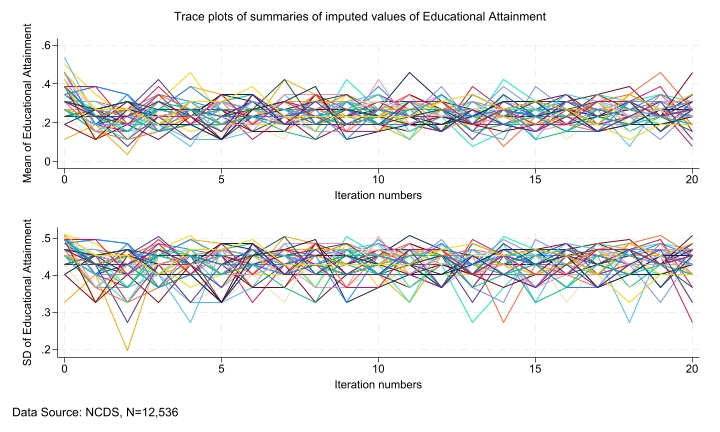 Trace plots of summaries of imputed values of Educational Attainment
Mean of Educational Attainment
.6
.4
.2
0
0 5 10 15 20
Iteration numbers
SD of Educational Attainment
.5
.4
.3
.2
0 5 10 15 20
Iteration numbers
Data Source: NCDS, N=12,536